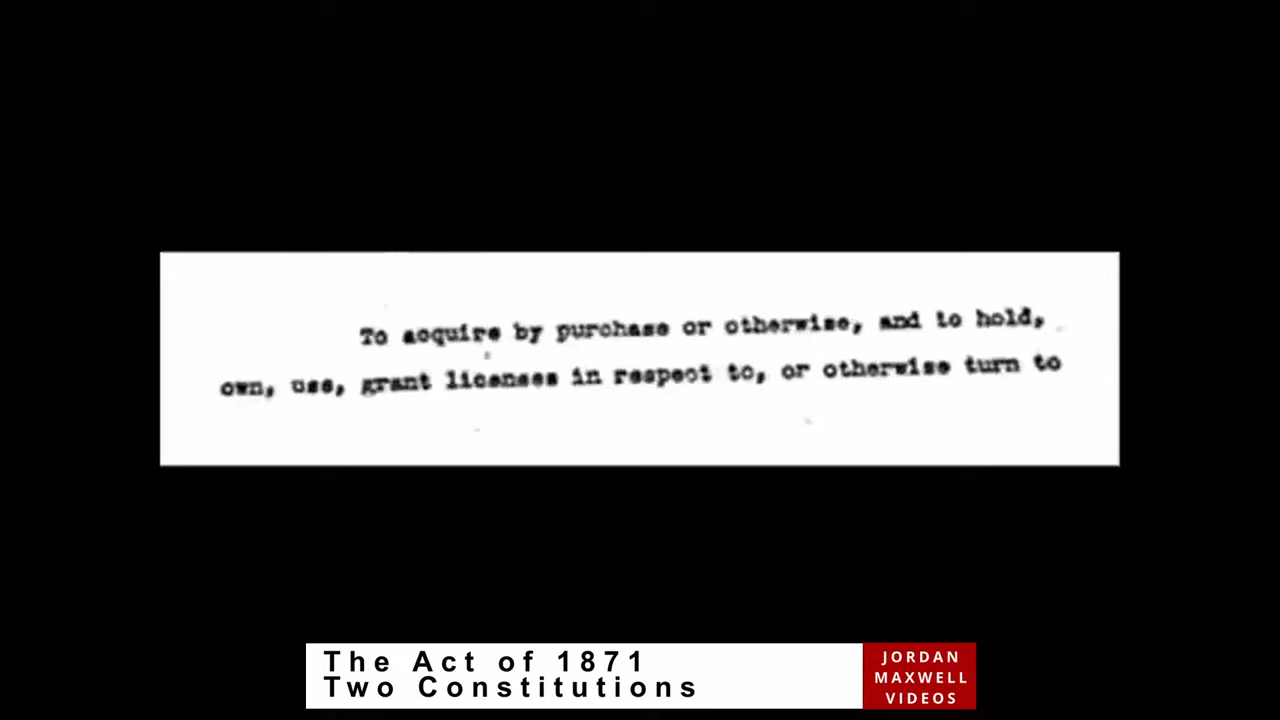 To acquire by purchase or otherwise, and to hold,
own, use, grant licenses in respect to, or otherwise turn to
The Act of 1871
Two Constitutions
JORDAN
MAXWELL
VIDEOS